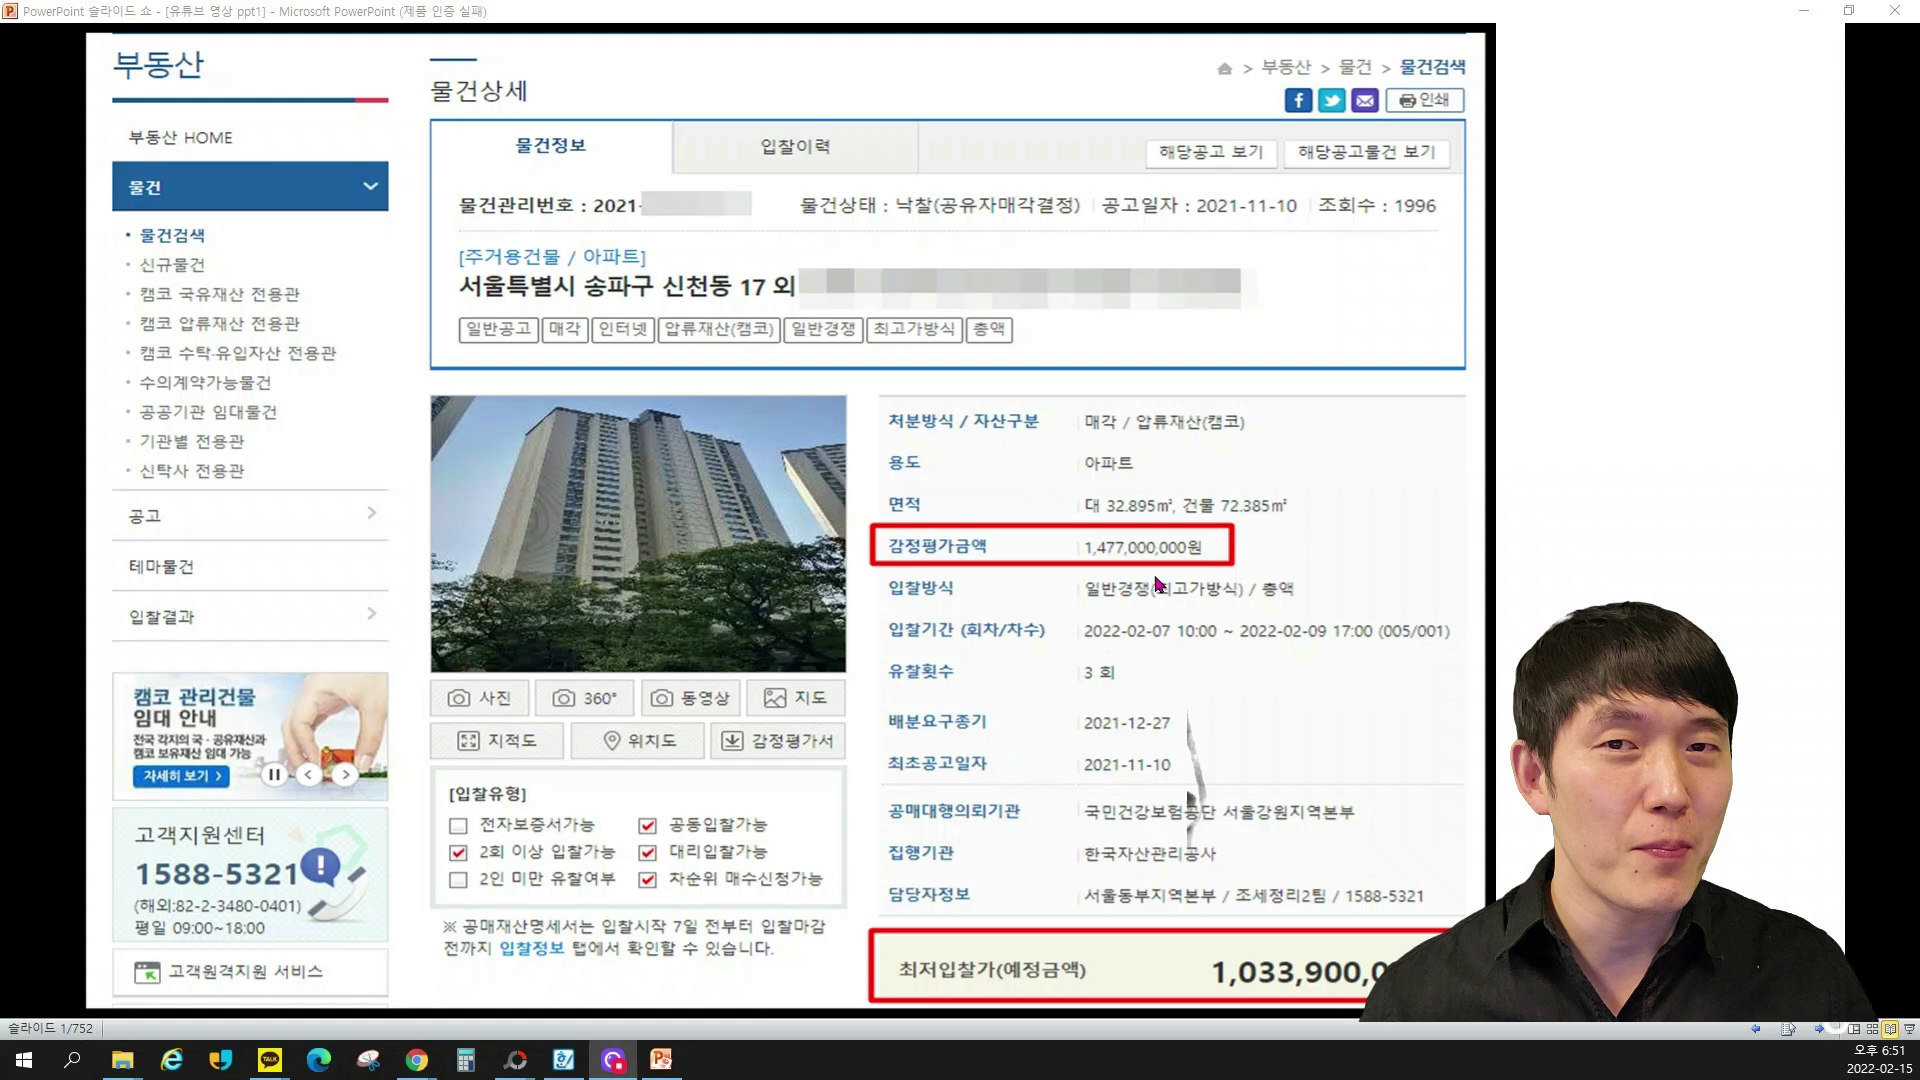 PowerPoint 슬라이드 쇼 - [유튜브 영상 ppt1] - Microsoft PowerPoint (제품 인증 실패)
부동산
부동산 HOME
물건
물건검색
신규물건
캠코 국유재산 전용관
캠코 압류재산 전용관
캠코 수탁·유입자산 전용관
수의계약가능물건
공공기관 임대물건
기관별 전용관
신탁사 전용관
공고
테마물건
입찰결과
캠코 관리건물
임대 안내
전국 각지의 국·공유재산과
캠코 보유재산 임대 가능
자세히 보기 >
고객지원센터
1588-5321
(해외:82-2-3480-0401)
평일 09:00~18:00
고객원격지원 서비스
물건상세
> 부동산 > 물건 > 물건검색
인쇄
물건정보
입찰이력
해당공고 보기
해당공고물건 보기
물건관리번호 : 2021-
물건상태 : 낙찰(공유자매각결정) 공고일자 : 2021-11-10 조회수 : 1996
[주거용건물 / 아파트]
서울특별시 송파구 신천동 17 외
일반공고 매각 인터넷 압류재산(캠코) 일반경쟁 최고가방식 총액
사진 360° 동영상 지도
지적도 위치도 감정평가서
[입찰유형]
전자보증서가능 공동입찰가능
2회 이상 입찰가능 대리입찰가능
2인 미만 유찰여부 차순위 매수신청가능
※ 공매재산명세서는 입찰시작 7일 전부터 입찰마감
전까지 입찰정보 탭에서 확인할 수 있습니다.
처분방식 / 자산구분 매각 / 압류재산(캠코)
용도 아파트
면적 대 32.895㎡, 건물 72.385㎡
감정평가금액 1,477,000,000원
입찰방식 일반경쟁(최고가방식) / 총액
입찰기간 (회차/차수) 2022-02-07 10:00 ~ 2022-02-09 17:00 (005/001)
유찰횟수 3 회
배분요구종기 2021-12-27
최초공고일자 2021-11-10
공매대행의뢰기관 국민건강보험공단 서울강원지역본부
집행기관 한국자산관리공사
담당자정보 서울동부지역본부 / 조세정리2팀 / 1588-5321
최저입찰가(예정금액) 1,033,900,0
슬라이드 1/752
TALK
오후 6:51
2022-02-15